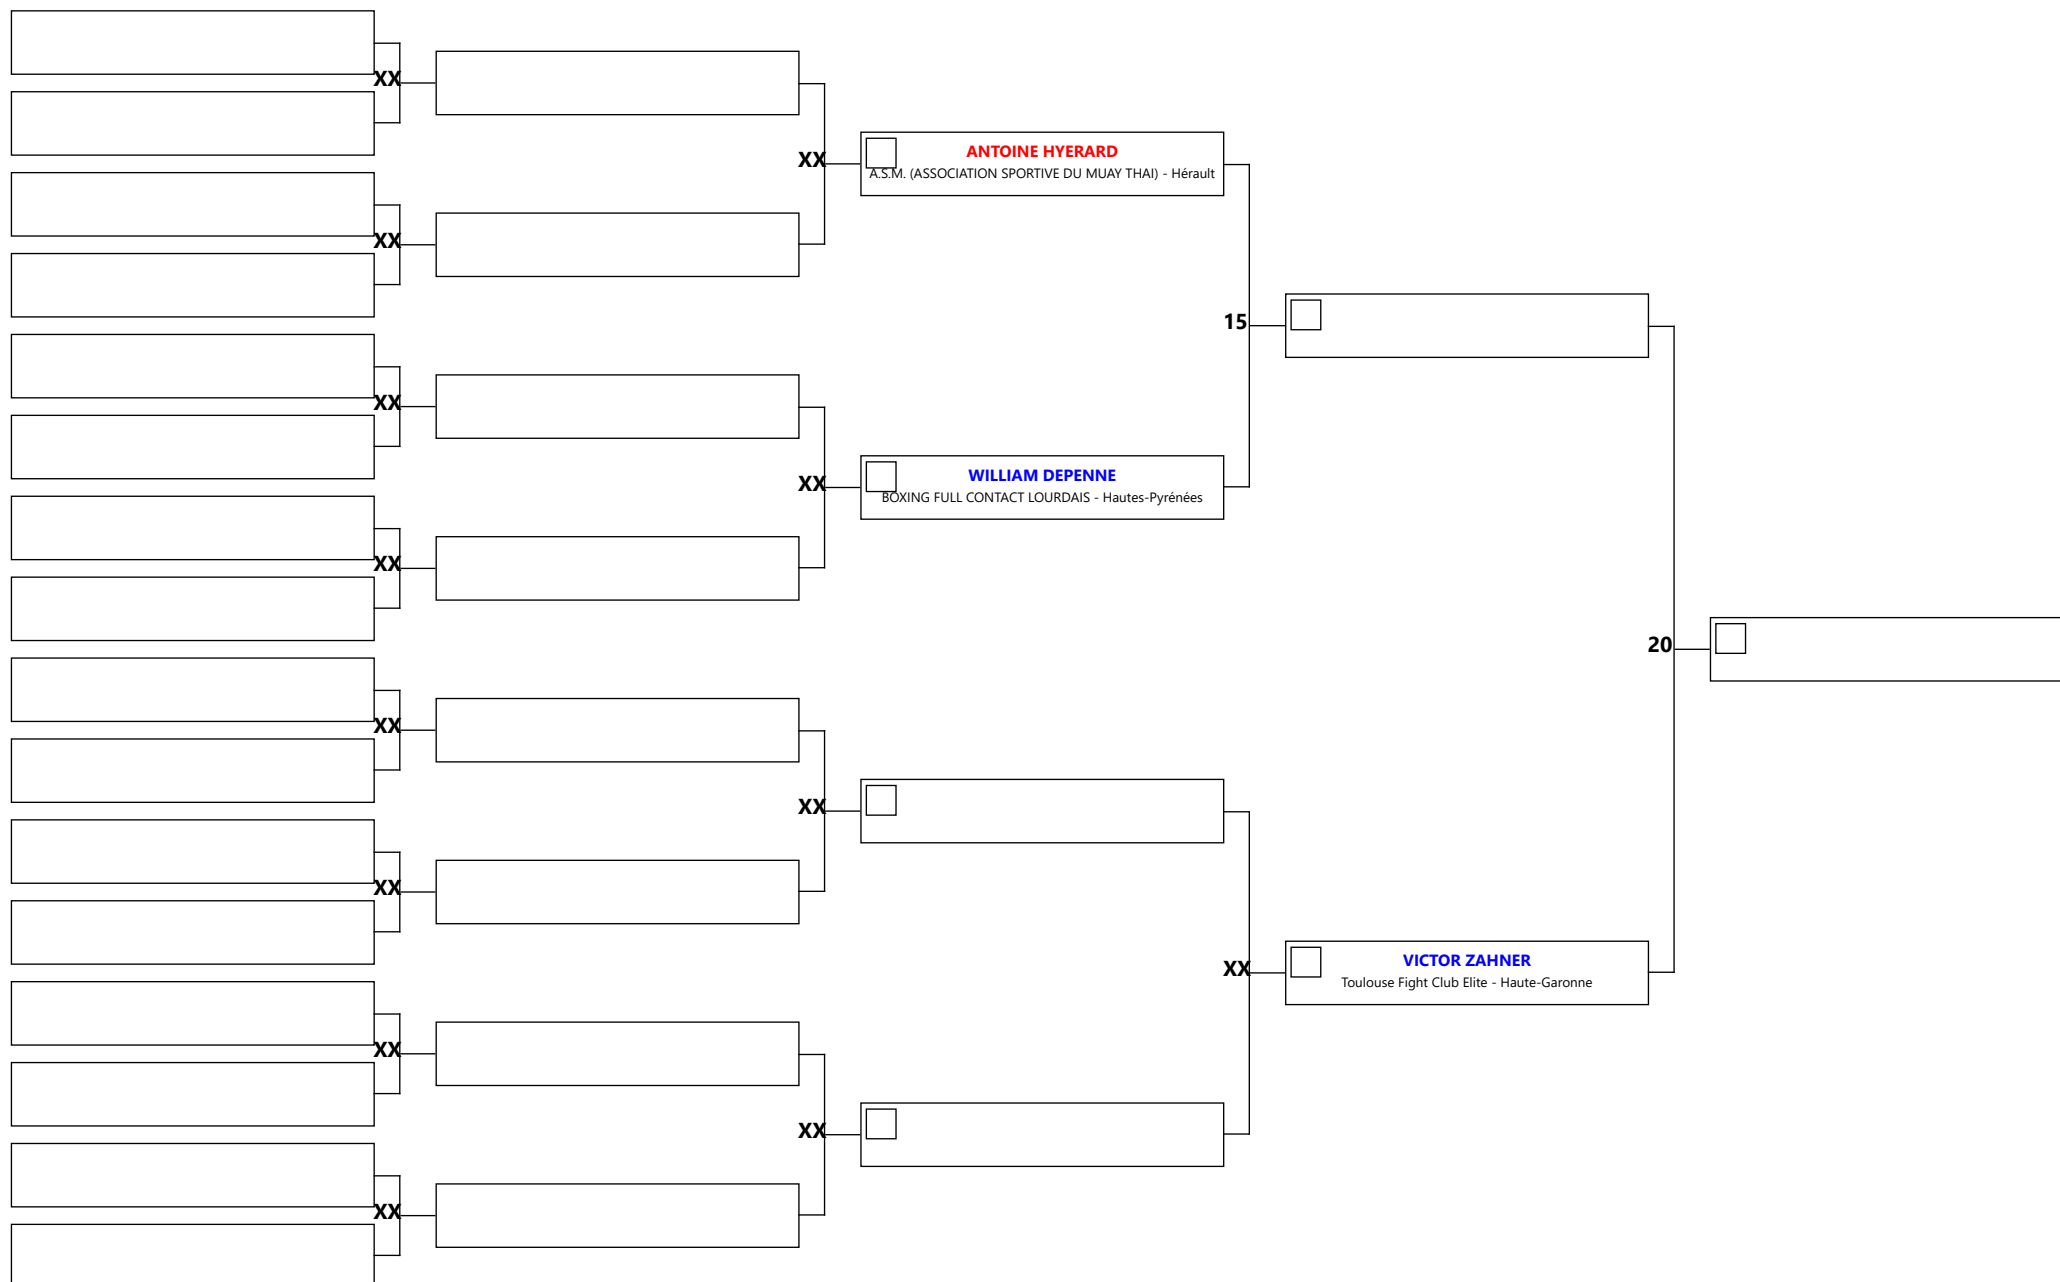 XX
XX
ANTOINE HYERARD
A.S.M. (ASSOCIATION SPORTIVE DU MUAY THAI) - Hérault
XX
15
XX
XX
WILLIAM DEPENNE
BOXING FULL CONTACT LOURDAIS - Hautes-Pyrénées
XX
20
XX
XX
XX
XX
VICTOR ZAHNER
Toulouse Fight Club Elite - Haute-Garonne
XX
XX
XX